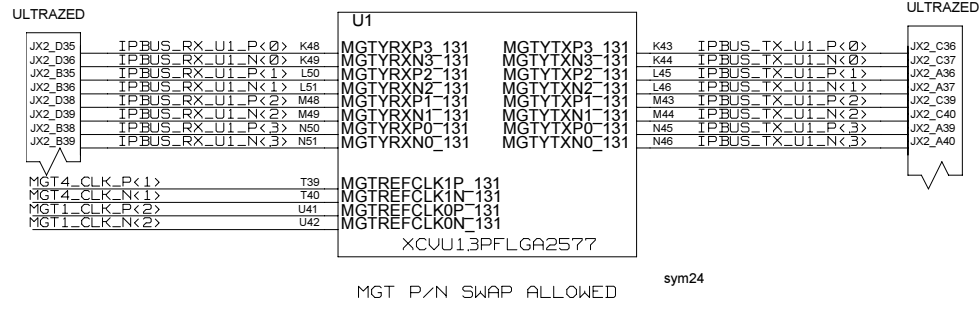 ULTRAZED
ULTRAZED
U1
JX2_D35 IPBUS_RX_U1_P<0> K48 MGTYRXP3_131 MGTYTXP3_131 K43 IPBUS_TX_U1_P<0> JX2_C36
JX2_D36 IPBUS_RX_U1_N<0> K49 MGTYRXN3_131 MGTYTXN3_131 K44 IPBUS_TX_U1_N<0> JX2_C37
JX2_B35 IPBUS_RX_U1_P<1> L50 MGTYRXP2_131 MGTYTXP2_131 L45 IPBUS_TX_U1_P<1> JX2_A36
JX2_B36 IPBUS_RX_U1_N<1> L51 MGTYRXN2_131 MGTYTXN2_131 L46 IPBUS_TX_U1_N<1> JX2_A37
JX2_D38 IPBUS_RX_U1_P<2> M48 MGTYRXP1_131 MGTYTXP1_131 M43 IPBUS_TX_U1_P<2> JX2_C39
JX2_D39 IPBUS_RX_U1_N<2> M49 MGTYRXN1_131 MGTYTXN1_131 M44 IPBUS_TX_U1_N<2> JX2_C40
JX2_B38 IPBUS_RX_U1_P<3> N50 MGTYRXP0_131 MGTYTXP0_131 N45 IPBUS_TX_U1_P<3> JX2_A39
JX2_B39 IPBUS_RX_U1_N<3> N51 MGTYRXN0_131 MGTYTXN0_131 N46 IPBUS_TX_U1_N<3> JX2_A40
MGT4_CLK_P<1> T39 MGTREFCLK1P_131
MGT4_CLK_N<1> T40 MGTREFCLK1N_131
MGT1_CLK_P<2> U41 MGTREFCLK0P_131
MGT1_CLK_N<2> U42 MGTREFCLK0N_131
XCVU13PFLGA2577
sym24
MGT P/N SWAP ALLOWED